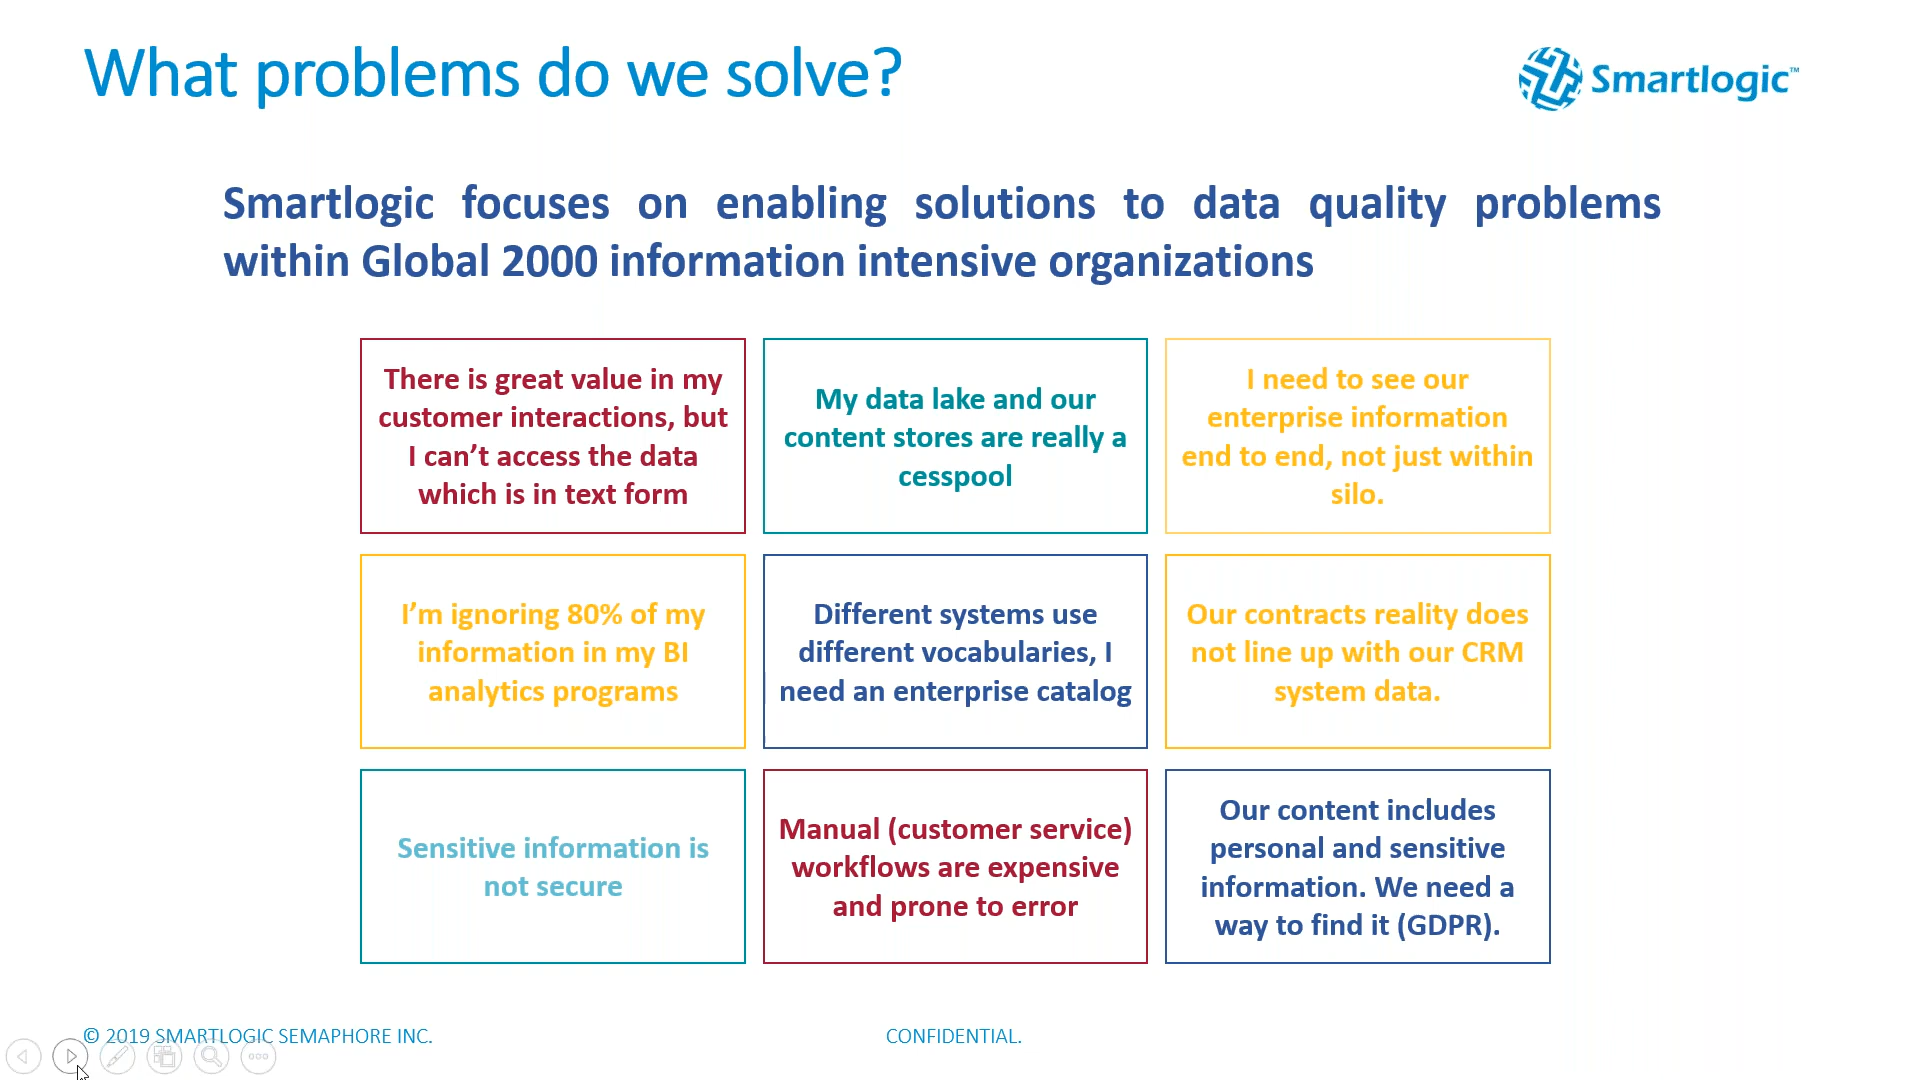 What problems do we solve?
Smartlogic™
Smartlogic focuses on enabling solutions to data quality problems
within Global 2000 information intensive organizations
There is great value in my
customer interactions, but
I can’t access the data
which is in text form
My data lake and our
content stores are really a
cesspool
I need to see our
enterprise information
end to end, not just within
silo.
I’m ignoring 80% of my
information in my BI
analytics programs
Different systems use
different vocabularies, I
need an enterprise catalog
Our contracts reality does
not line up with our CRM
system data.
Sensitive information is
not secure
Manual (customer service)
workflows are expensive
and prone to error
Our content includes
personal and sensitive
information. We need a
way to find it (GDPR).
© 2019 SMARTLOGIC SEMAPHORE INC.
CONFIDENTIAL.